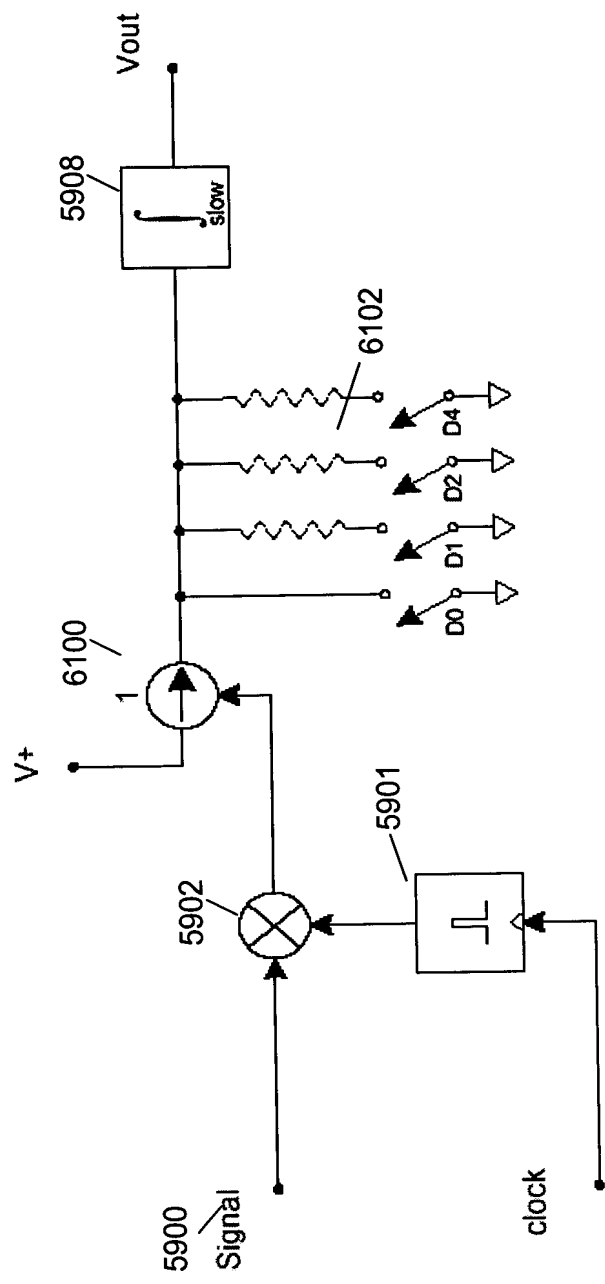 5900
Signal
clock
5902
5901
V+
6100
1
D0
D1
D2
D4
6102
5908
slow
Vout